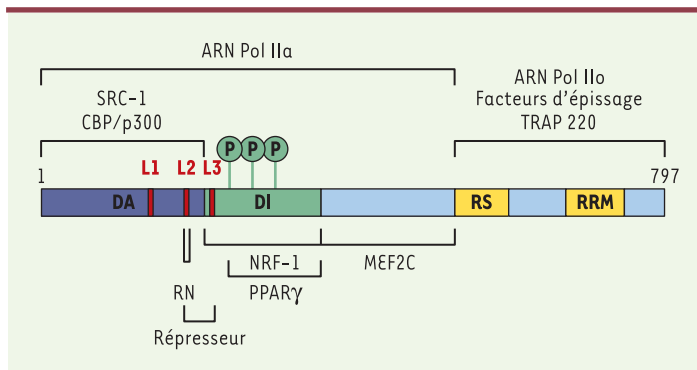 ARN Pol IIa
ARN Pol IIo
Facteurs d'épissage
TRAP 220
SRC-1
CBP/p300
P P P
L1 L2 L3
1
797
DA DI RS RRM
NRF-1 MEF2C
RN PPARγ
Répresseur